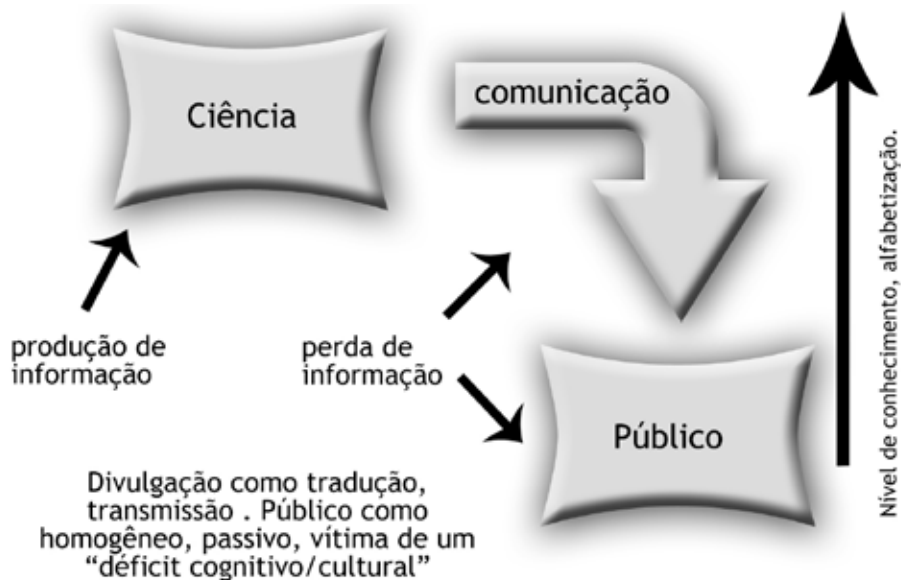 Ciência
comunicação
Nível de conhecimento, alfabetização.
produção de
informação
perda de
informação
Público
Divulgação como tradução,
transmissão . Público como
homogêneo, passivo, vítima de um
“déficit cognitivo/cultural”